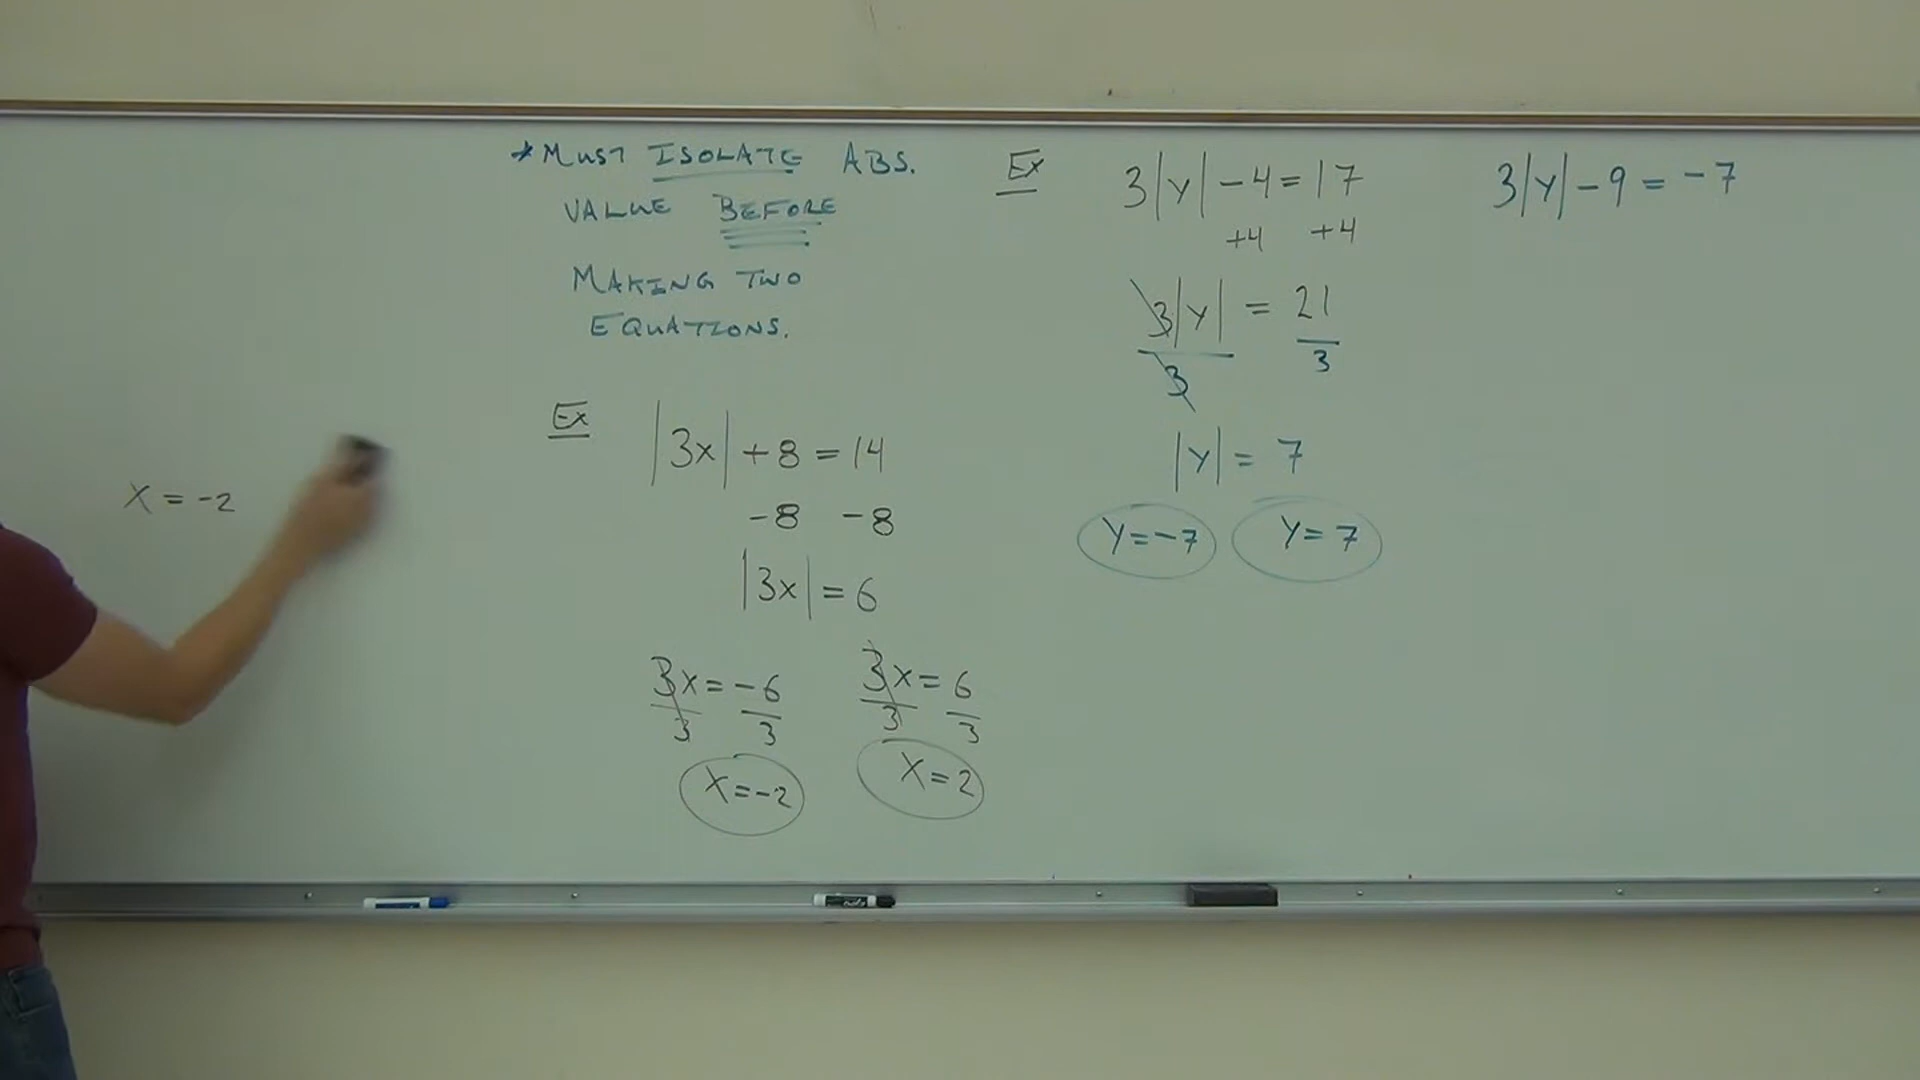 * MUST ISOLATE ABS.
VALUE BEFORE
MAKING TWO
EQUATIONS.
X = -2
Ex
|3x| + 8 = 14
-8 -8
|3x| = 6
3x = -6
3 3
X = -2
3x = 6
3 3
X = 2
Ex
3|y| - 4 = 17
+4 +4
3|y| = 21
3 3
|y| = 7
y = -7 y = 7
3|y| - 9 = -7